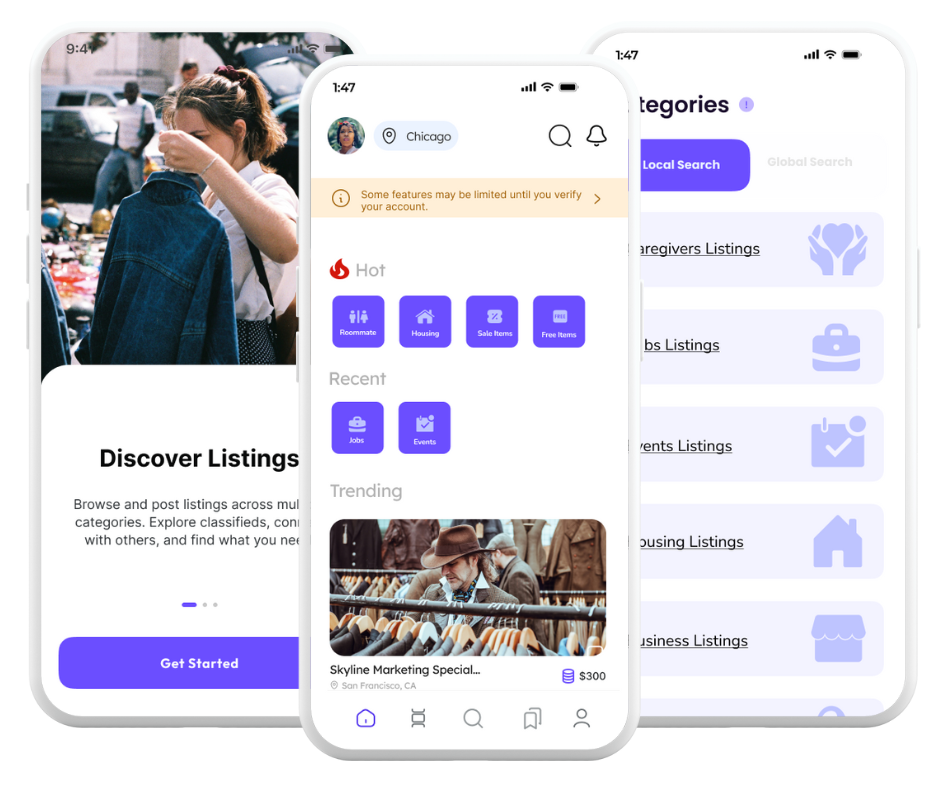 9:4
Discover Listings
Browse and post listings across
categories. Explore classifieds,
with others, and find what you
Get Started
1:47
Chicago
Some features may be limited until you verify
your account.
Hot
Roommate
Housing
Sale Items
FREE
Free Items
Recent
Jobs
Events
Trending
Skyline Marketing Special...
$300
San Francisco, CA
1:47
tegories
!
Local Search
Global Search
aregivers Listings
bs Listings
vents Listings
ousing Listings
usiness Listings